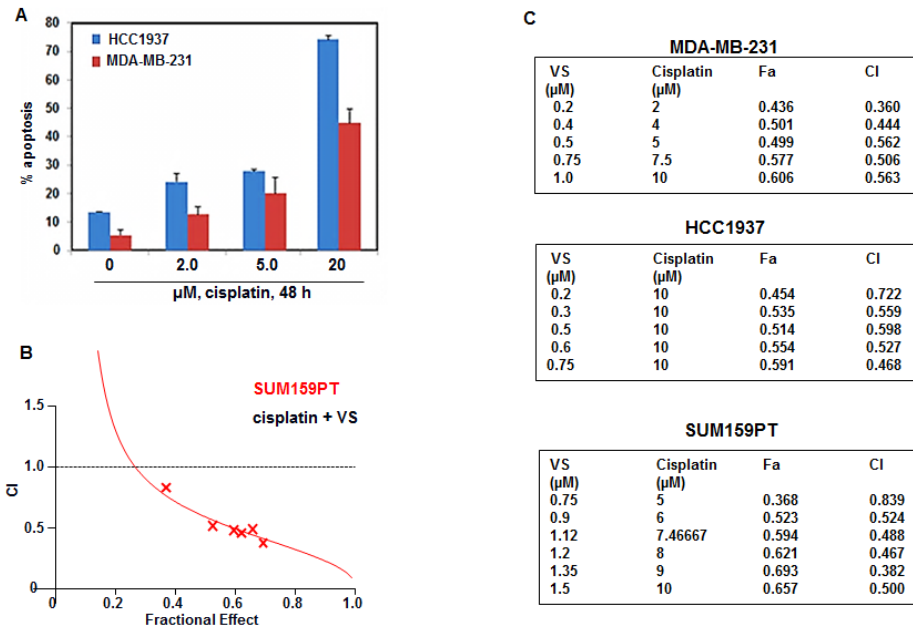 A
80
70
60
50
40
30
20
10
0
% apoptosis
HCC1937
MDA-MB-231
0 2.0 5.0 20
µM, cisplatin, 48 h
B
SUM159PT
cisplatin + VS
1.5
1.0
0.5
0
CI
0 0.2 0.4 0.6 0.8 1.0
Fractional Effect
C
MDA-MB-231
VS Cisplatin Fa CI
(µM) (µM)
0.2 2 0.436 0.360
0.4 4 0.501 0.444
0.5 5 0.499 0.562
0.75 7.5 0.577 0.506
1.0 10 0.606 0.563
HCC1937
VS Cisplatin Fa CI
(µM) (µM)
0.2 10 0.454 0.722
0.3 10 0.535 0.559
0.5 10 0.514 0.598
0.6 10 0.554 0.527
0.75 10 0.591 0.468
SUM159PT
VS Cisplatin Fa CI
(µM) (µM)
0.75 5 0.368 0.839
0.9 6 0.523 0.524
1.12 7.46667 0.594 0.488
1.2 8 0.621 0.467
1.35 9 0.693 0.382
1.5 10 0.657 0.500